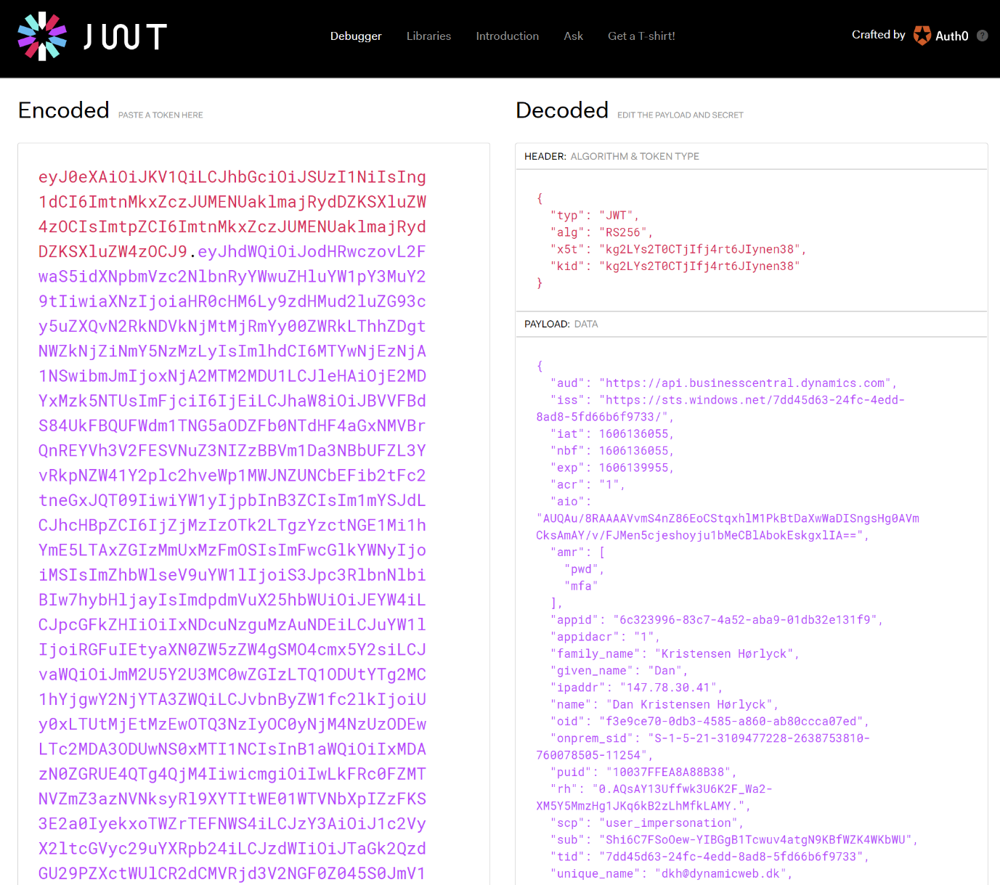 JWT
Debugger
Libraries
Introduction
Ask
Get a T-shirt!
Crafted by
Auth0
?
Encoded
PASTE A TOKEN HERE
eyJ0eXAiOiJKV1QiLCJhbGciOiJSUzI1NiIsIng
1dCI6ImtnMkxZczJUMENUaklmajRydDZKSXluZW
4zOCIsImtpZCI6ImtnMkxZczJUMENUaklmajRyd
DZKSXluZW4zOCJ9.eyJhdWQiOiJodHRwczovL2F
waS5idXNpbmVzc2NlbnRyYWwuZHluYW1pY3MuY2
9tIiwiaXNzIjoiaHR0cHM6Ly9zdHMud2luZG93c
y5uZXQvN2RkNDVkNjMtMjRmYy00ZWRkLThhZDgt
NWZkNjZiNmY5NzMzLyIsImlhdCI6MTYwNjEzNjA
1NSwibmJmIjoxNjA2MTM2MDU1LCJleHAiOjE2MD
YxMzk5NTUsImFjciI6IjEiLCJhaW8iOiJBVVFBd
S84UkFBQUFWdm1TNG5aODZFb0NTdHF4aGxNMVBr
QnREYVh3V2FESVNuZ3NIZzBBVm1Da3NBbUFZL3Y
vRkpNZW41Y2plc2hveWp1MWJNZUNCbEFib2tFc2
tneGxJQT09IiwiYW1yIjpbInB3ZCIsIm1mYSJdL
CJhcHBpZCI6IjZjMzIzOTk2LTgzYzctNGE1Mi1h
YmE5LTAxZGIzMmUxMzFmOSIsImFwcGlkYWNyIjo
iMSIsImZhbWlseV9uYW1lIjoiS3Jpc3RlbnNlbi
BIw7hybHljayIsImdpdmVuX25hbWUiOiJEYW4iL
CJpcGFkZHIiOiIxNDcuNzguMzAuNDEiLCJuYW1l
IjoiRGFuIEtyaXN0ZW5zZW4gSMO4cmx5Y2siLCJ
vaWQiOiJmM2U5Y2U3MC0wZGIzLTQ1ODUtYTg2MC
1hYjgwY2NjYTA3ZWQiLCJvbnByZW1fc2lkIjoiU
y0xLTUtMjEtMzEwOTQ3NzIyOC0yNjM4NzUzODEw
LTc2MDA3ODUwNS0xMTI1NCIsInB1aWQiOiIxMDA
zN0ZGRUE4QTg4QjM4IiwicmgiOiIwLkFRc0FZMT
NVZmZ3azNVNksyRl9XYTItWE01WTVNbXpIZzFKS
3E2a0IyekxoTWZrTEFNWS4iLCJzY3AiOiJ1c2Vy
X2ltcGVyc29uYXRpb24iLCJzdWIiOiJTaGk2Qzd
GU29PZXctWUlCR2dCMVRjd3V2NGF0Z045S0JmV1
Decoded
EDIT THE PAYLOAD AND SECRET
HEADER: ALGORITHM & TOKEN TYPE
{
"typ": "JWT",
"alg": "RS256",
"x5t": "kg2LYs2T0CTjIfj4rt6JIynen38",
"kid": "kg2LYs2T0CTjIfj4rt6JIynen38"
}
PAYLOAD: DATA
{
"aud": "https://api.businesscentral.dynamics.com",
"iss": "https://sts.windows.net/7dd45d63-24fc-4edd-
8ad8-5fd66b6f9733/",
"iat": 1606136055,
"nbf": 1606136055,
"exp": 1606139955,
"acr": "1",
"aio":
"AUQAu/8RAAAAVvmS4nZ86EoCStqxhlM1PkBtDaXwWaDISngsHg0AVm
CksAmAY/v/FJMen5cjeshoyju1bMeCBlAbokEskgxlIA==",
"amr": [
"pwd",
"mfa"
],
"appid": "6c323996-83c7-4a52-aba9-01db32e131f9",
"appidacr": "1",
"family_name": "Kristensen Hørlyck",
"given_name": "Dan",
"ipaddr": "147.78.30.41",
"name": "Dan Kristensen Hørlyck",
"oid": "f3e9ce70-0db3-4585-a860-ab80ccca07ed",
"onprem_sid": "S-1-5-21-3109477228-2638753810-
760078505-11254",
"puid": "10037FFEA8A88B38",
"rh": "0.AQsAY13Uffwk3U6K2F_Wa2-
XM5Y5MmzHg1JKq6kB2zLhMfkLAMY.",
"scp": "user_impersonation",
"sub": "Shi6C7FSoOew-YIBGgB1Tcwuv4atgN9KBfWZK4WKbWU",
"tid": "7dd45d63-24fc-4edd-8ad8-5fd66b6f9733",
"unique_name": "dkh@dynamicweb.dk",